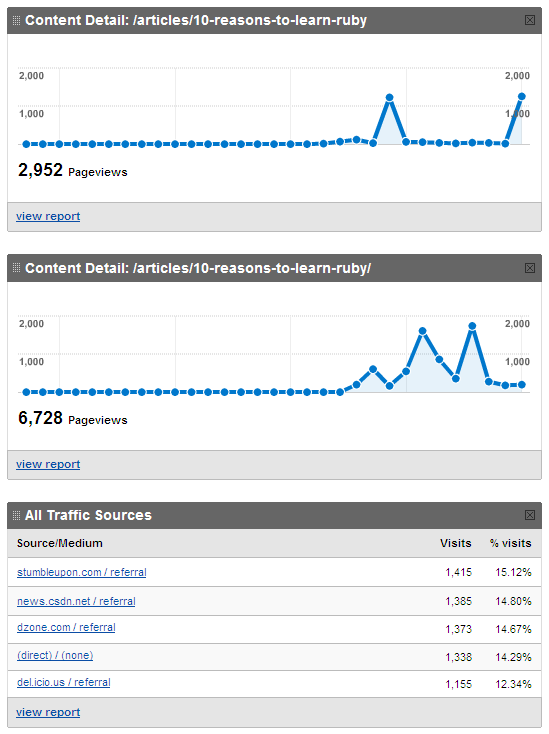 Content Detail: /articles/10-reasons-to-learn-ruby
2,000 2,000
1,000 1,000
2,952 Pageviews
view report
Content Detail: /articles/10-reasons-to-learn-ruby/
2,000 2,000
1,000 1,000
6,728 Pageviews
view report
All Traffic Sources
Source/Medium Visits % visits
stumbleupon.com / referral 1,415 15.12%
news.csdn.net / referral 1,385 14.80%
dzone.com / referral 1,373 14.67%
(direct) / (none) 1,338 14.29%
del.icio.us / referral 1,155 12.34%
view report